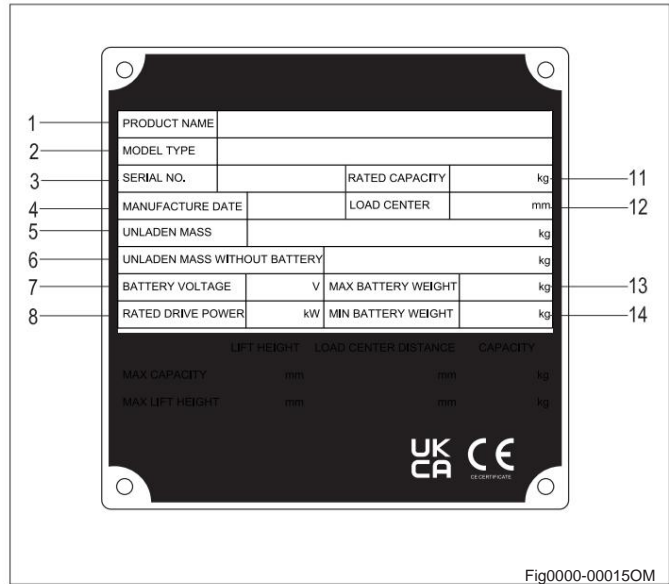 1 PRODUCT NAME
2 MODEL TYPE
3 SERIAL NO. RATED CAPACITY kg 11
4 MANUFACTURE DATE LOAD CENTER mm 12
5 UNLADEN MASS kg
6 UNLADEN MASS WITHOUT BATTERY kg
7 BATTERY VOLTAGE V MAX BATTERY WEIGHT kg 13
8 RATED DRIVE POWER kW MIN BATTERY WEIGHT kg 14
LIFT HEIGHT LOAD CENTER DISTANCE CAPACITY
MAX CAPACITY mm mm kg
MAX LIFT HEIGHT mm mm kg
UK
CA CE
CE CERTIFICATE
Fig0000-00015OM